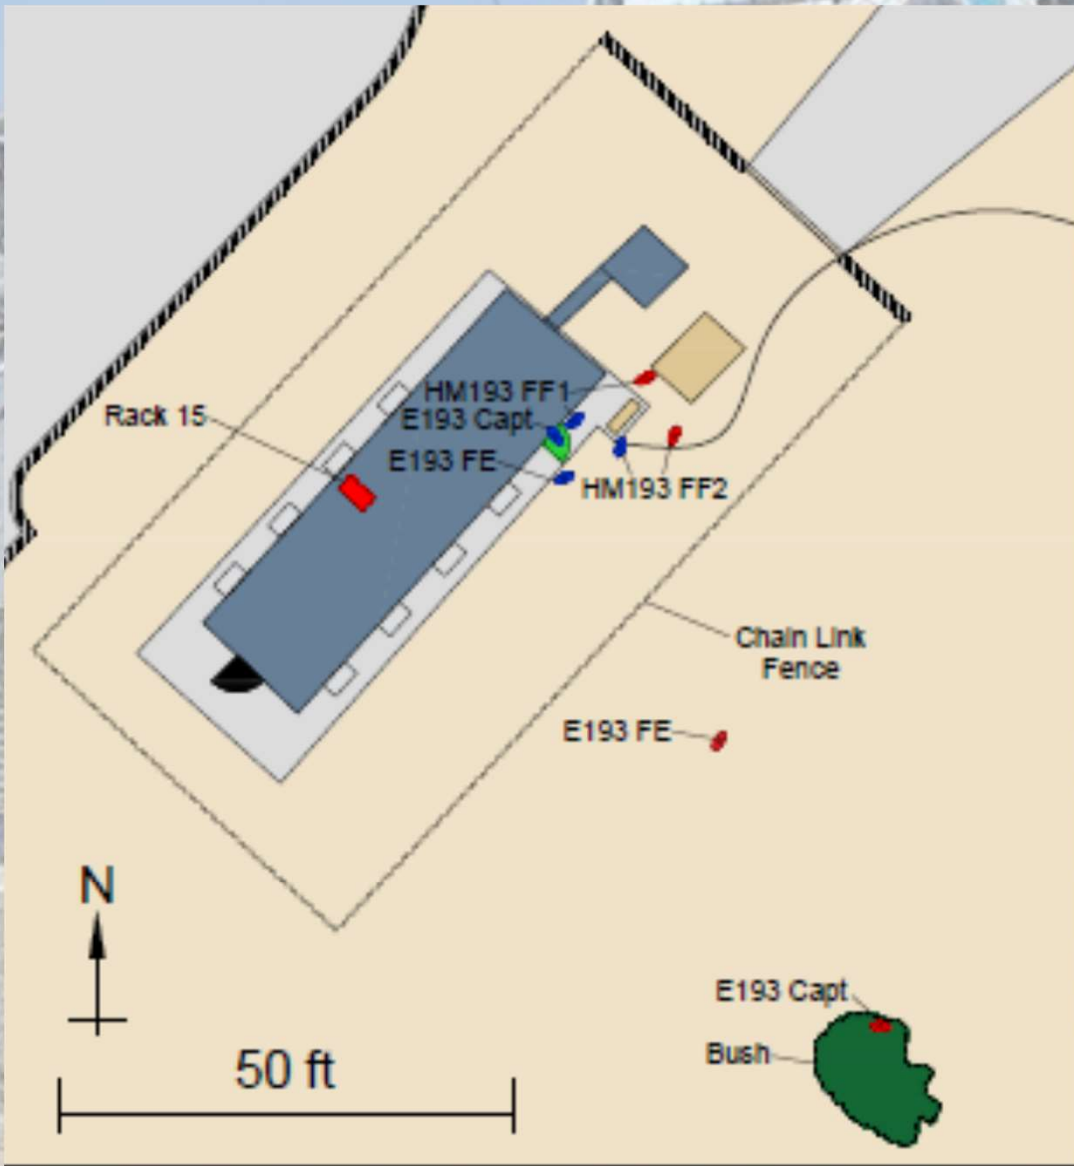 HM193 FF1
Rack 15
E193 Capt
E193 FE
HM193 FF2
Chain Link
Fence
E193 FE
N
E193 Capt
Bush
50 ft